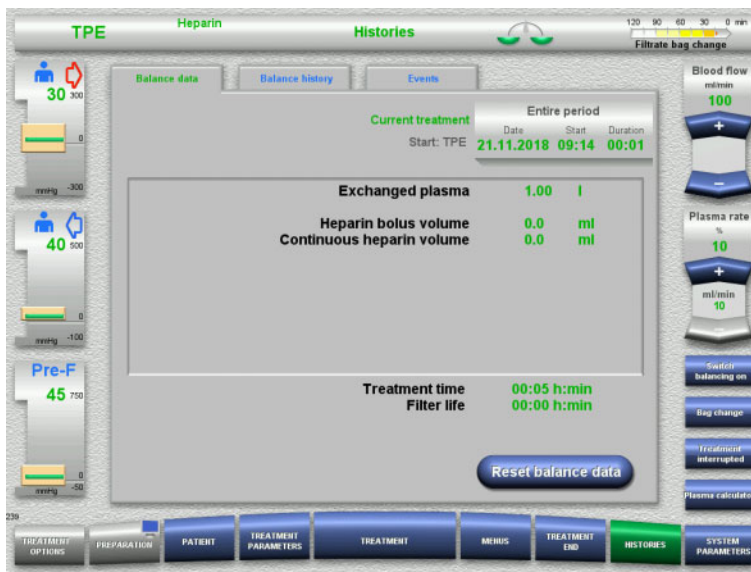 TPE
Heparin
Histories
120 90 60 30 0 min
Filtrate bag change
30 300
0
mmHg -300
40 500
0
mmHg -100
Pre-F
45 750
0
mmHg -50
Balance data
Balance history
Events
Current treatment
Entire period
Date Start Duration
Start: TPE 21.11.2018 09:14 00:01
Exchanged plasma 1.00 l
Heparin bolus volume 0.0 ml
Continuous heparin volume 0.0 ml
Treatment time 00:05 h:min
Filter life 00:00 h:min
Reset balance data
Blood flow
ml/min
100
+
−
Plasma rate
%
10
+
ml/min
10
−
Switch
balancing on
Bag change
Treatment
interrupted
Plasma calculator
239
TREATMENT
OPTIONS
PREPARATION
PATIENT
TREATMENT
PARAMETERS
TREATMENT
MENUS
TREATMENT
END
HISTORIES
SYSTEM
PARAMETERS